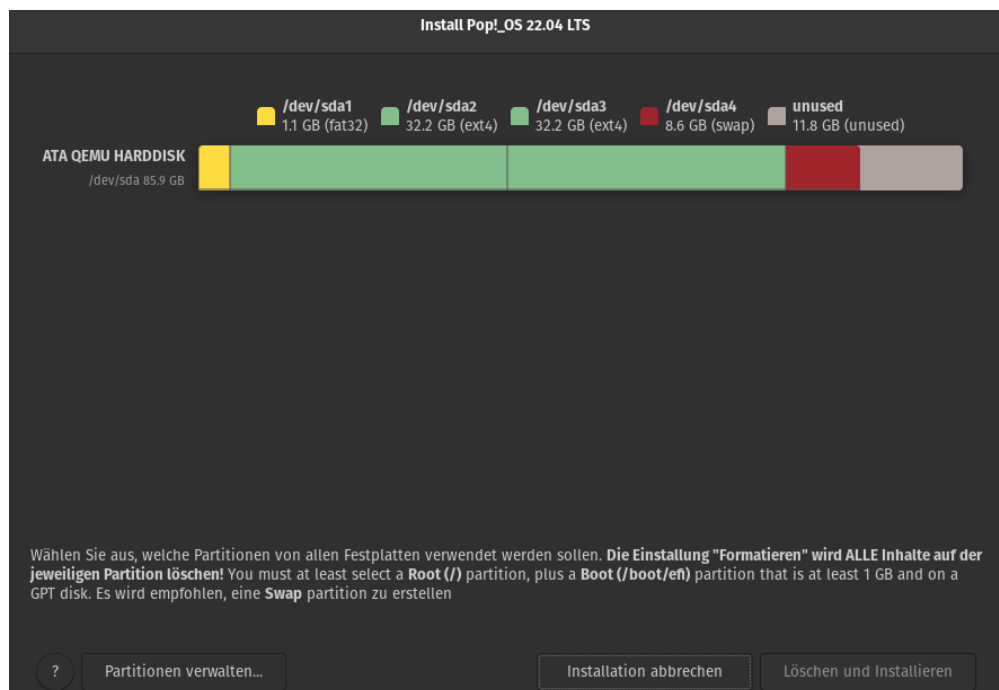 Install Pop!_OS 22.04 LTS
/dev/sda1 /dev/sda2 /dev/sda3 /dev/sda4 unused
1.1 GB (fat32) 32.2 GB (ext4) 32.2 GB (ext4) 8.6 GB (swap) 11.8 GB (unused)
ATA QEMU HARDDISK
/dev/sda 85.9 GB
Wählen Sie aus, welche Partitionen von allen Festplatten verwendet werden sollen. Die Einstellung "Formatieren" wird ALLE Inhalte auf der
jeweiligen Partition löschen! You must at least select a Root (/) partition, plus a Boot (/boot/efi) partition that is at least 1 GB and on a
GPT disk. Es wird empfohlen, eine Swap partition zu erstellen
? Partitionen verwalten... Installation abbrechen Löschen und Installieren